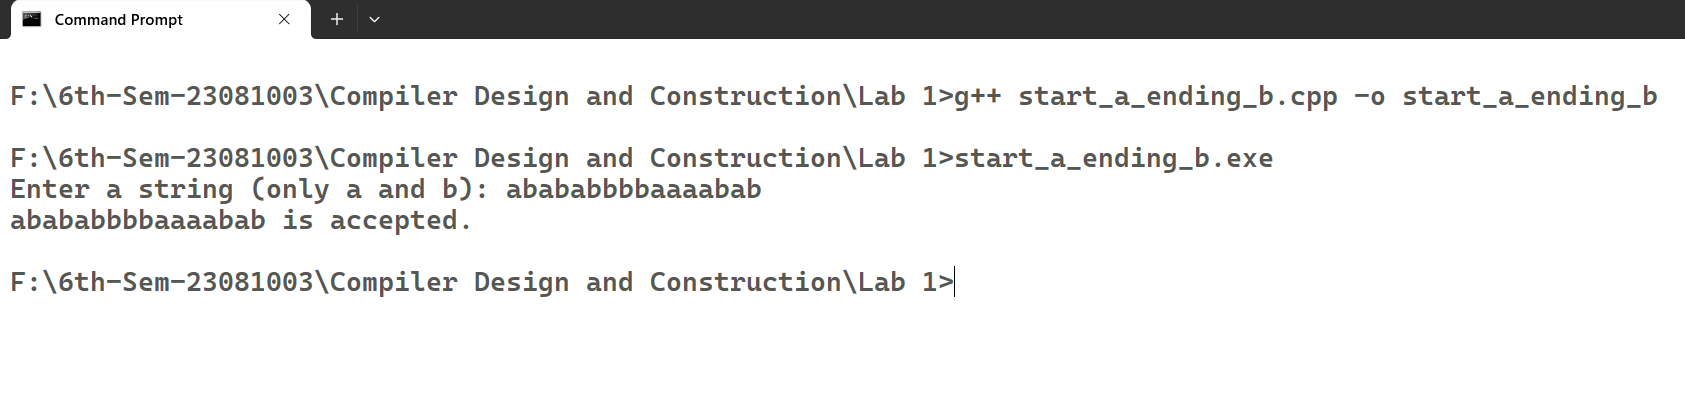 Command Prompt
F:\6th-Sem-23081003\Compiler Design and Construction\Lab 1>g++ start_a_ending_b.cpp -o start_a_ending_b
F:\6th-Sem-23081003\Compiler Design and Construction\Lab 1>start_a_ending_b.exe
Enter a string (only a and b): abababbbbaaaabab
abababbbbaaaabab is accepted.
F:\6th-Sem-23081003\Compiler Design and Construction\Lab 1>